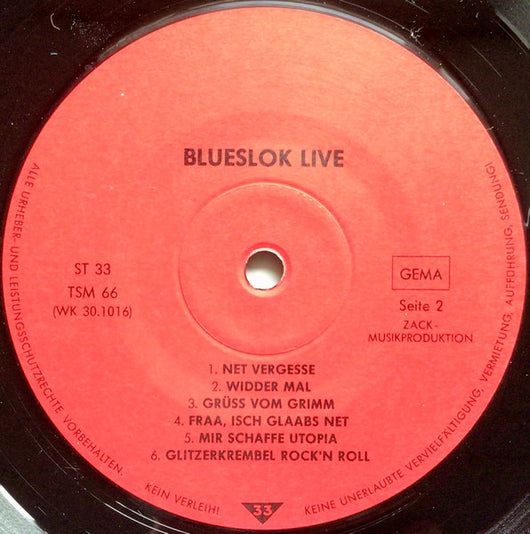 BLUESLOK LIVE
ST 33
TSM 66
(WK 30.1016)
GEMA
Seite 2
ZACK-
MUSIKPRODUKTION
1. NET VERGESSE
2. WIDDER MAL
3. GRÜSS VOM GRIMM
4. FRAA, ISCH GLAABS NET
5. MIR SCHAFFE UTOPIA
6. GLITZERKREMBEL ROCK'N ROLL
ALLE URHEBER- UND LEISTUNGSSCHUTZRECHTE VORBEHALTEN.
KEIN VERLEIH!
33
KEINE UNERLAUBTE VERVIELFÄLTIGUNG, VERMIETUNG, AUFFÜHRUNG, SENDUNG!